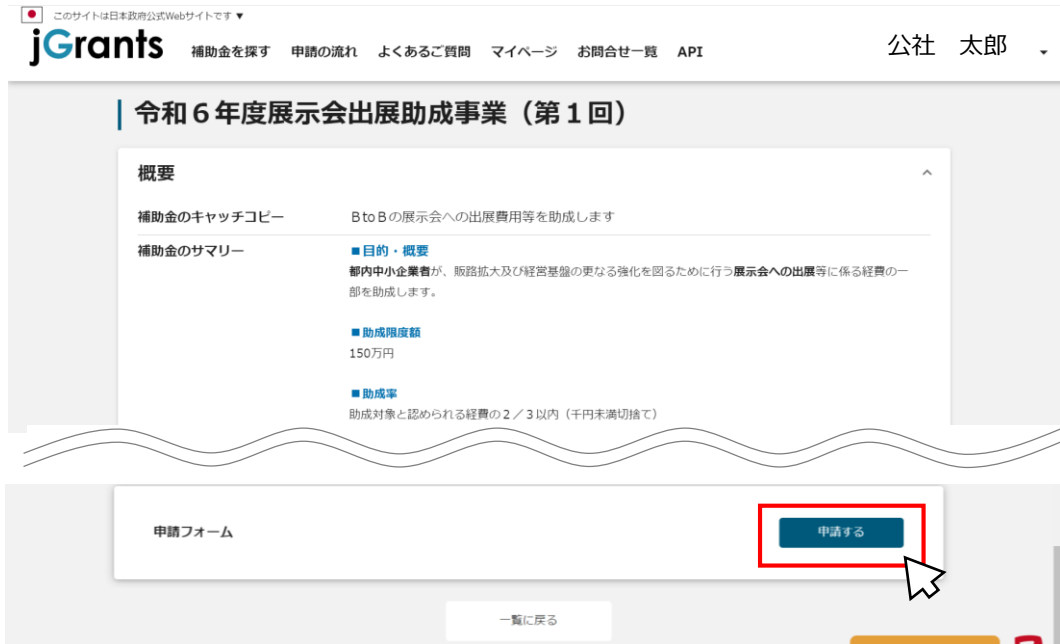 このサイトは日本政府公式Webサイトです ▼
jGrants 補助金を探す 申請の流れ よくあるご質問 マイページ お問合せ一覧 API 公社　太郎
令和６年度展示会出展助成事業（第１回）
概要
補助金のキャッチコピー ＢtoＢの展示会への出展費用等を助成します
補助金のサマリー ■目的・概要
都内中小企業者が、販路拡大及び経営基盤の更なる強化を図るために行う展示会への出展等に係る経費の一
部を助成します。
■助成限度額
150万円
■助成率
助成対象と認められる経費の２／３以内（千円未満切捨て）
申請フォーム 申請する
一覧に戻る